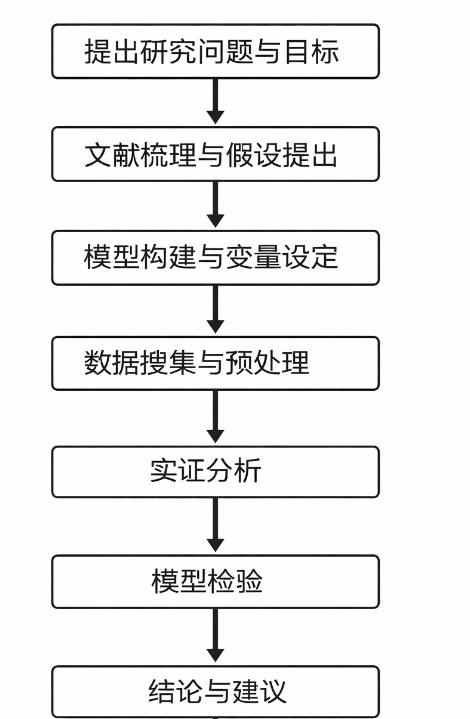 提出研究问题与目标
文献梳理与假设提出
模型构建与变量设定
数据搜集与预处理
实证分析
模型检验
结论与建议